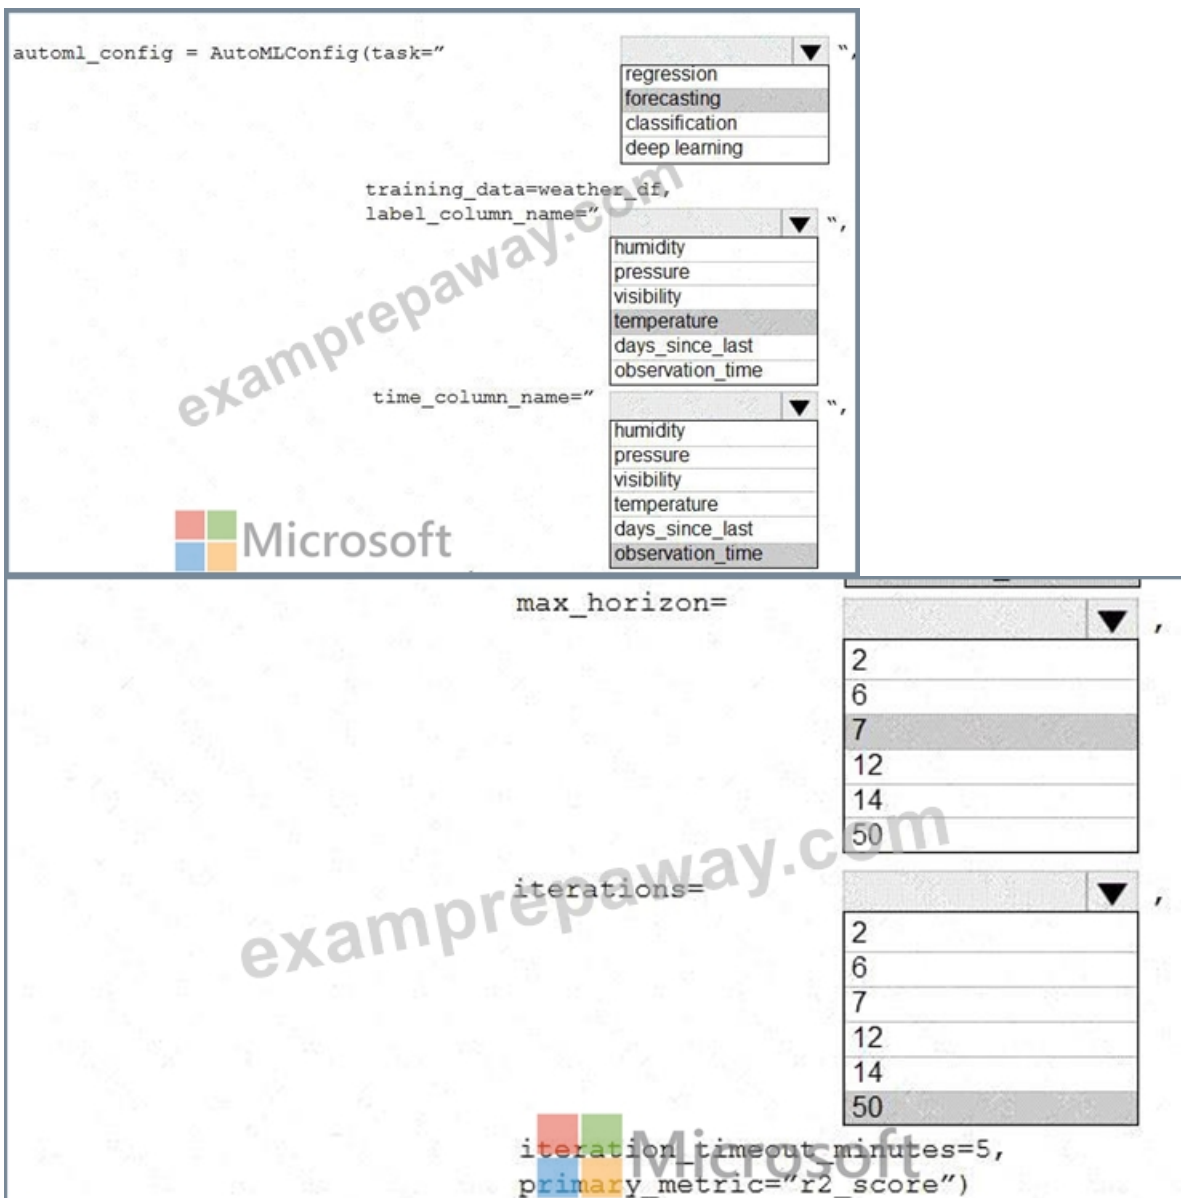 automl_config = AutoMLConfig(task=” “,
regression
forecasting
classification
deep learning
training_data=weather_df,
label_column_name=” “,
humidity
pressure
visibility
temperature
days_since_last
observation_time
time_column_name=” “,
humidity
pressure
visibility
temperature
days_since_last
observation_time
examprepaway.com
Microsoft
max_horizon= ,
2
6
7
12
14
50
iterations= ,
2
6
7
12
14
50
examprepaway.com
Microsoft
iteration_timeout_minutes=5,
primary_metric=”r2_score”)